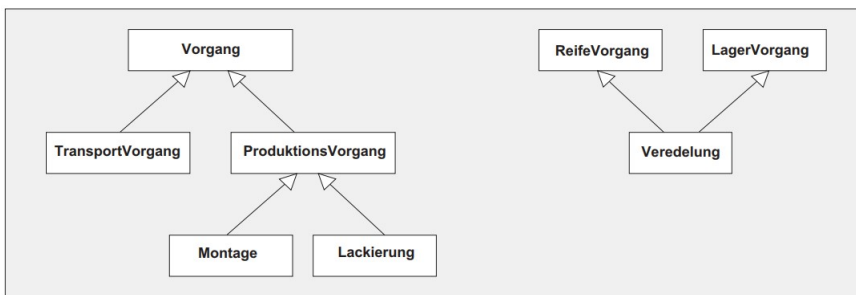 Vorgang
ReifeVorgang
LagerVorgang
TransportVorgang
ProduktionsVorgang
Veredelung
Montage
Lackierung